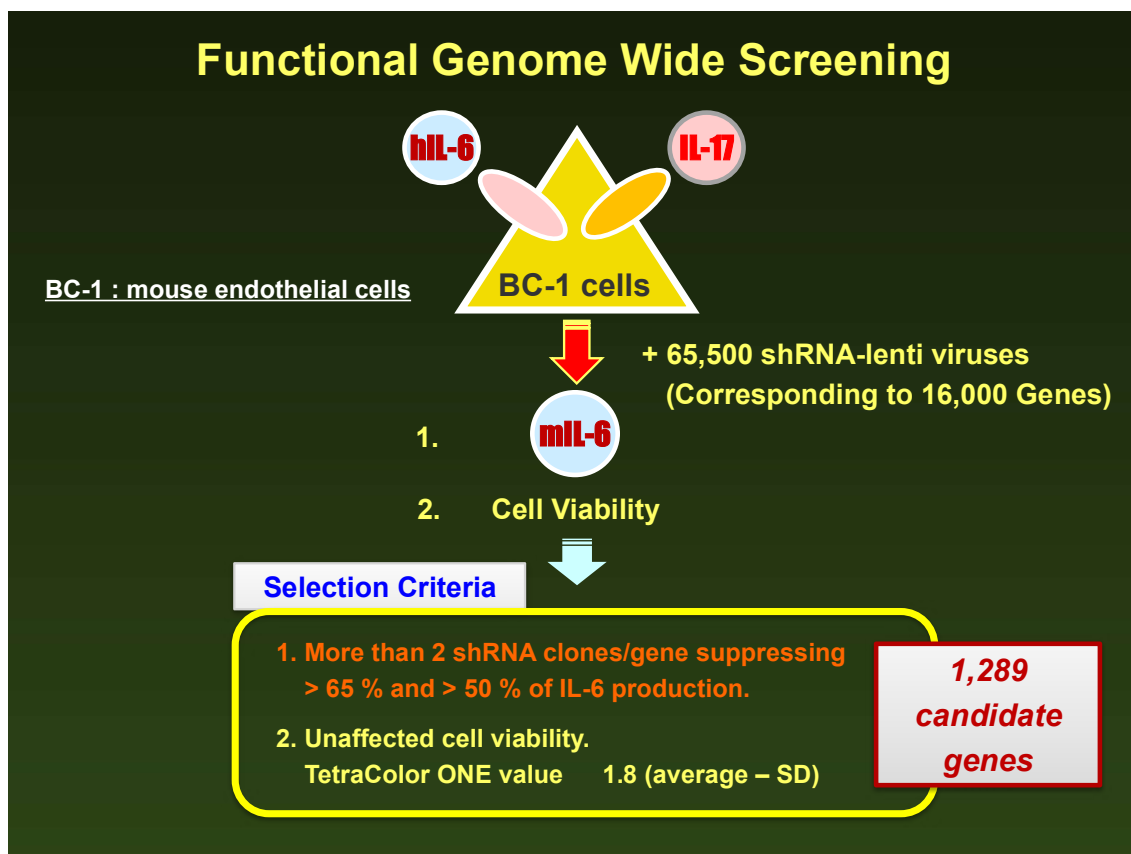 Functional Genome Wide Screening
hIL-6
IL-17
BC-1 cells
BC-1 : mouse endothelial cells
+ 65,500 shRNA-lenti viruses
(Corresponding to 16,000 Genes)
1.
mIL-6
2. Cell Viability
Selection Criteria
1. More than 2 shRNA clones/gene suppressing
> 65 % and > 50 % of IL-6 production.
2. Unaffected cell viability.
TetraColor ONE value 1.8 (average – SD)
1,289
candidate
genes